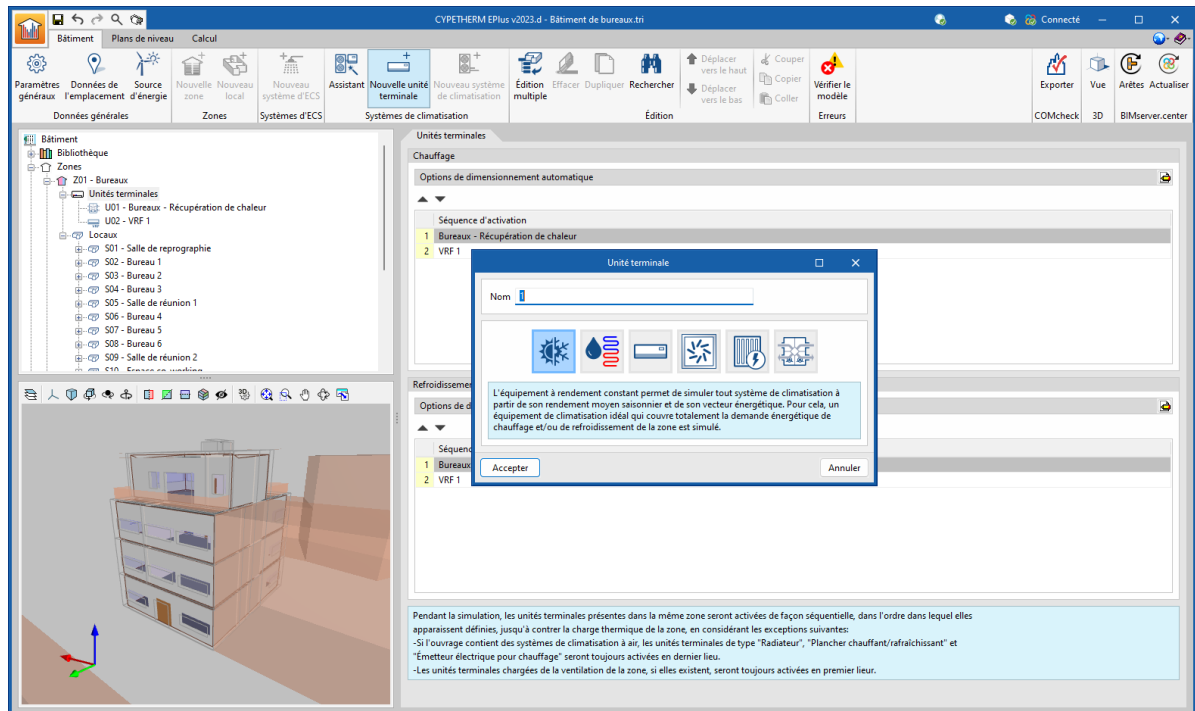 CYPETHERM EPlus v2023.d - Bâtiment de bureaux.tri
Connecté
Bâtiment
Plans de niveau
Calcul
Paramètres généraux
Données de l'emplacement
Source d'énergie
Nouvelle zone
Nouveau local
Nouveau système d'ECS
Assistant
Nouvelle unité terminale
Nouveau système de climatisation
Édition multiple
Effacer
Dupliquer
Rechercher
Déplacer vers le haut
Déplacer vers le bas
Couper
Copier
Coller
Vérifier le modèle
Exporter
Vue
Arêtes
Actualiser
Données générales
Zones
Systèmes d'ECS
Systèmes de climatisation
Édition
Erreurs
COMcheck
3D
BIMserver.center
Bâtiment
Bibliothèque
Zones
Z01 - Bureaux
Unités terminales
U01 - Bureaux - Récupération de chaleur
U02 - VRF 1
Locaux
S01 - Salle de reprographie
S02 - Bureau 1
S03 - Bureau 2
S04 - Bureau 3
S05 - Salle de réunion 1
S06 - Bureau 4
S07 - Bureau 5
S08 - Bureau 6
S09 - Salle de réunion 2
S10 - Espace co-working
Unités terminales
Chauffage
Options de dimensionnement automatique
Séquence d'activation
1 Bureaux - Récupération de chaleur
2 VRF 1
Unité terminale
Nom 1
L'équipement à rendement constant permet de simuler tout système de climatisation à
partir de son rendement moyen saisonnier et de son vecteur énergétique. Pour cela, un
équipement de climatisation idéal qui couvre totalement la demande énergétique de
chauffage et/ou de refroidissement de la zone est simulé.
Accepter
Annuler
Refroidissemen
Options de d
Séquenc
1 Bureaux
2 VRF 1
Pendant la simulation, les unités terminales présentes dans la même zone seront activées de façon séquentielle, dans l'ordre dans lequel elles
apparaissent définies, jusqu'à contrer la charge thermique de la zone, en considérant les exceptions suivantes:
-Si l'ouvrage contient des systèmes de climatisation à air, les unités terminales de type "Radiateur", "Plancher chauffant/rafraîchissant" et
"Émetteur électrique pour chauffage" seront toujours activées en dernier lieu.
-Les unités terminales chargées de la ventilation de la zone, si elles existent, seront toujours activées en premier lieur.